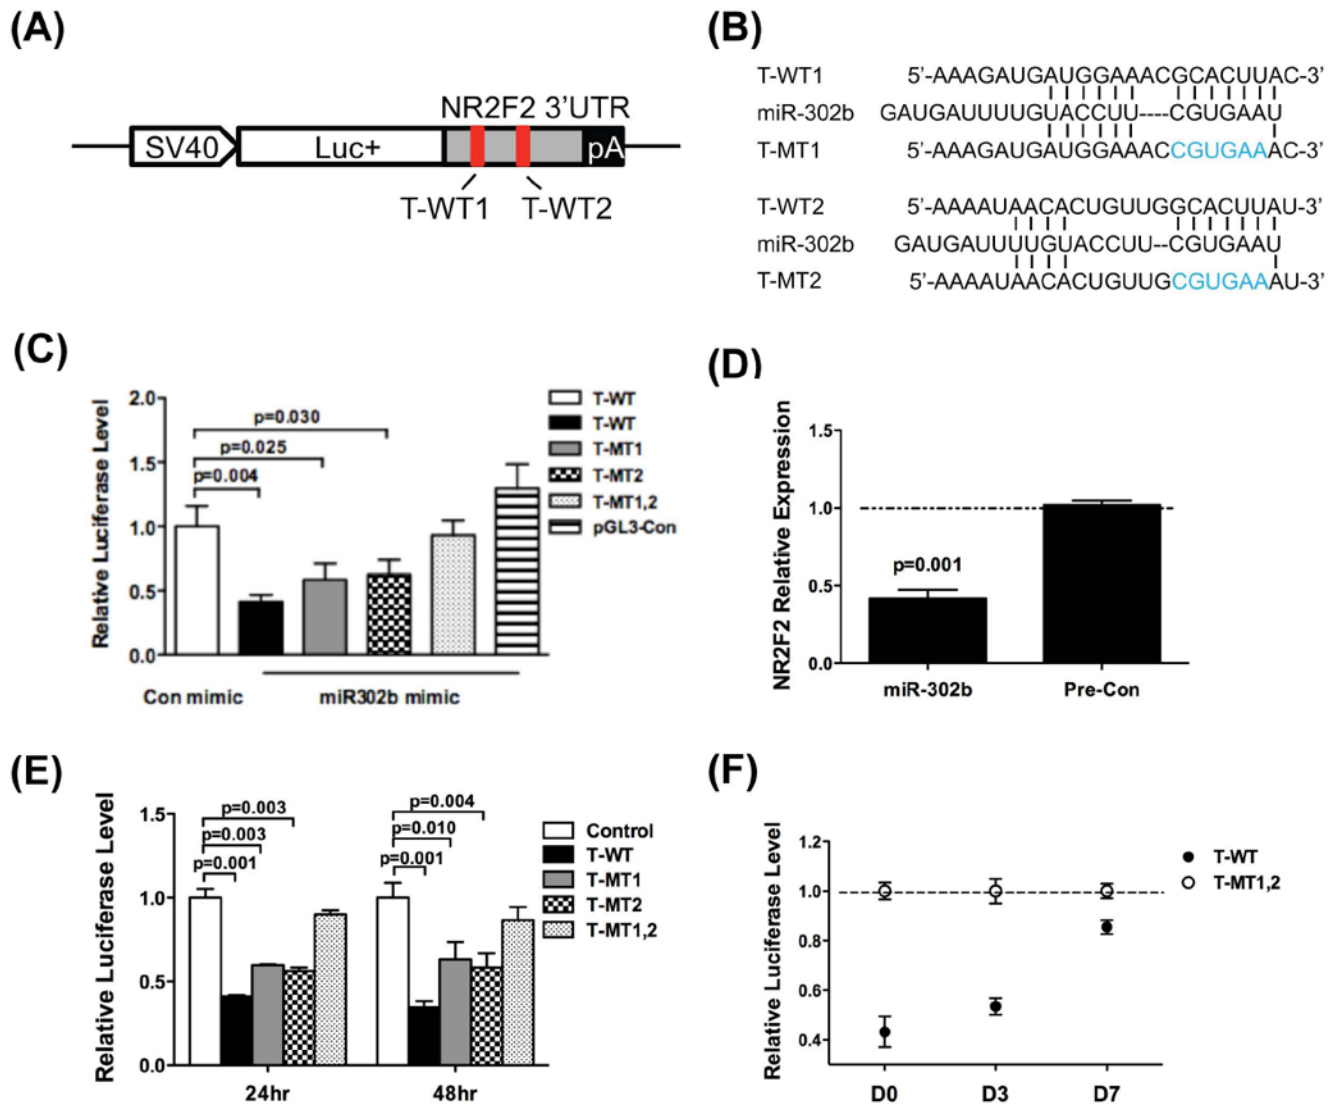 (A)
NR2F2 3'UTR
SV40 Luc+ pA
T-WT1 T-WT2
(B)
T-WT1 5'-AAAGAUGAUGGAAACGCACUUAC-3'
miR-302b GAUGAUUUUGUACCUU----CGUGAAU
T-MT1 5'-AAAGAUGAUGGAAACCGUGAAAC-3'
T-WT2 5'-AAAAUAACACUGUUGGCACUUAU-3'
miR-302b GAUGAUUUUGUACCUU--CGUGAAU
T-MT2 5'-AAAAUAACACUGUUGCGUGAAAU-3'
(C)
Relative Luciferase Level
2.0
1.5
1.0
0.5
0.0
p=0.030
p=0.025
p=0.004
T-WT
T-WT
T-MT1
T-MT2
T-MT1,2
pGL3-Con
Con mimic miR302b mimic
(D)
NR2F2 Relative Expression
1.5
1.0
0.5
0.0
p=0.001
miR-302b Pre-Con
(E)
Relative Luciferase Level
1.5
1.0
0.5
0.0
p=0.003
p=0.003
p=0.001
p=0.004
p=0.010
p=0.001
Control
T-WT
T-MT1
T-MT2
T-MT1,2
24hr 48hr
(F)
Relative Luciferase Level
1.2
1.0
0.8
0.6
0.4
T-WT
T-MT1,2
D0 D3 D7